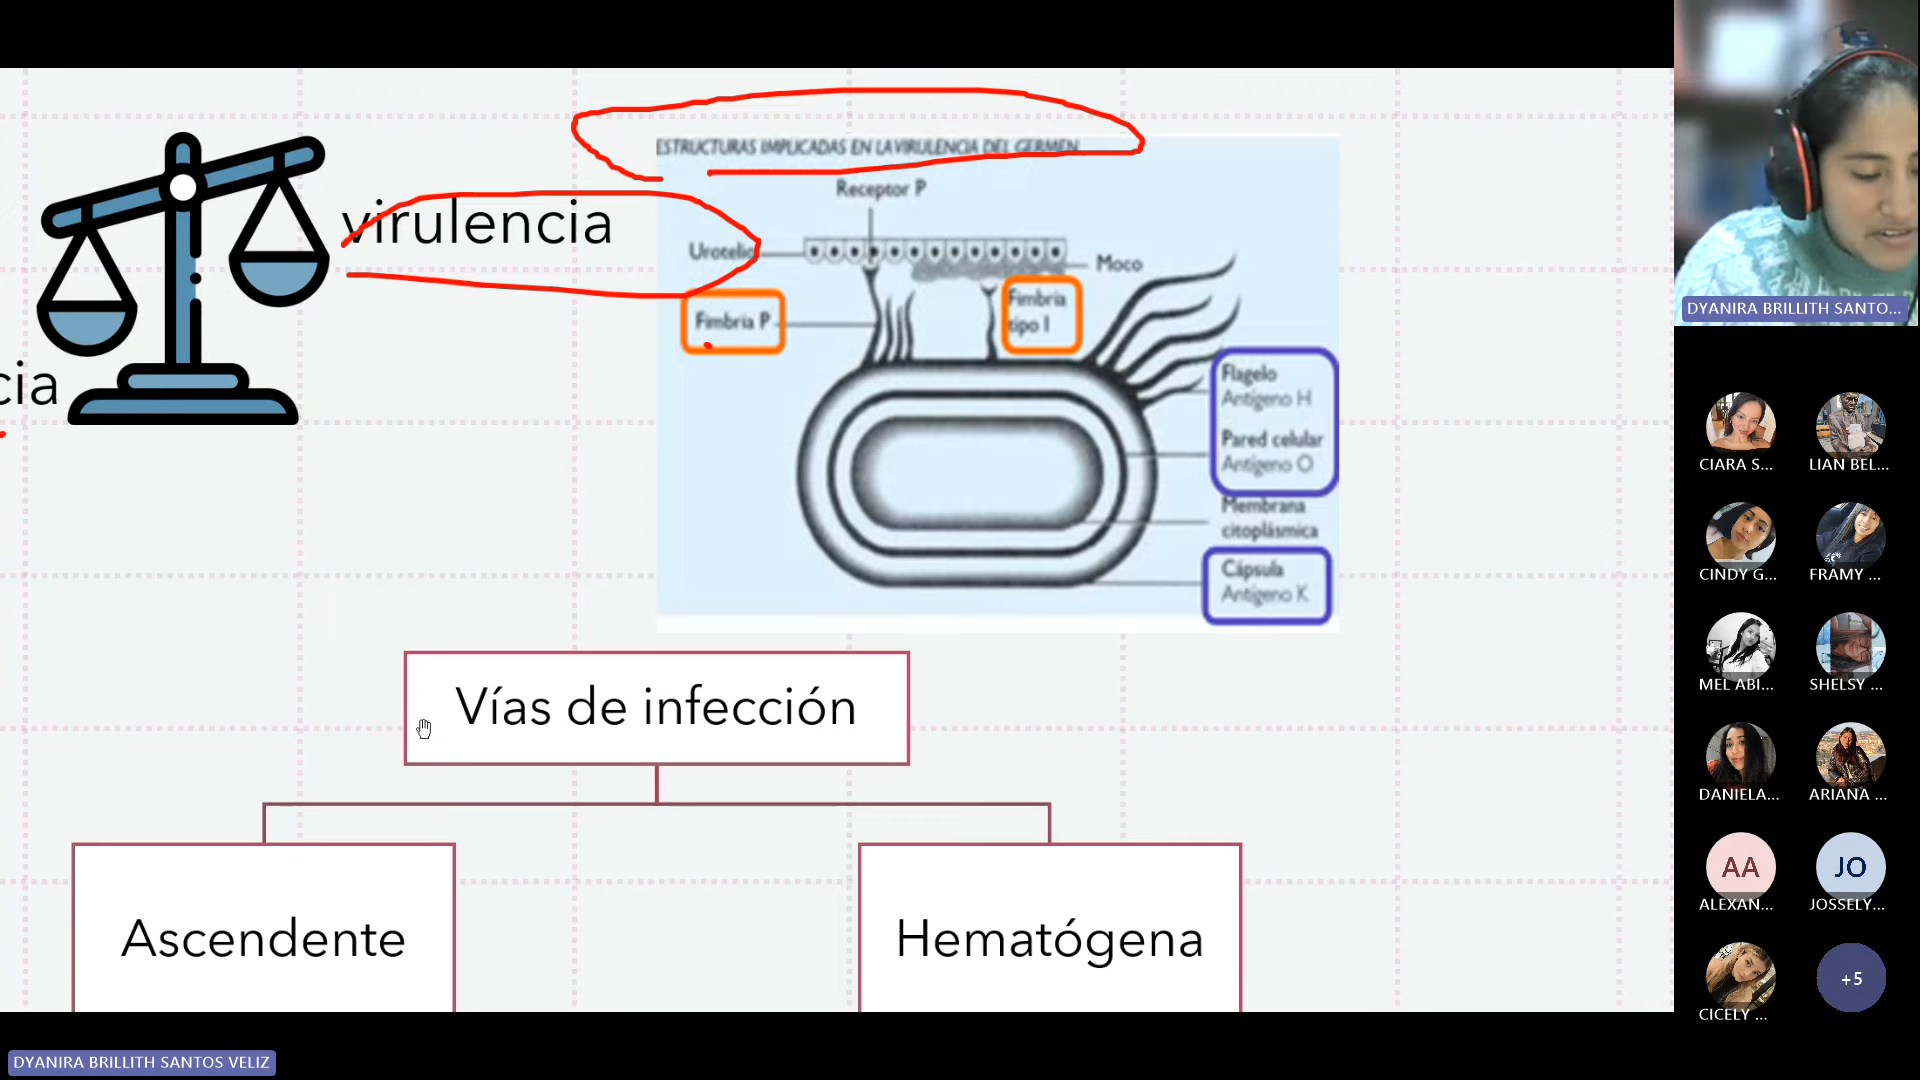 ESTRUCTURAS IMPLICADAS EN LA VIRULENCIA DEL GERMEN
Receptor P
virulencia
Urotelio
Moco
Fimbria P
Fimbria
tipo I
cia
Flagelo
Antígeno H
Pared celular
Antígeno O
Membrana
citoplásmica
Cápsula
Antígeno K
Vías de infección
Ascendente
Hematógena
DYANIRA BRILLITH SANTO...
CIARA S...
LIAN BEL...
CINDY G...
FRAMY ...
MEL ABI...
SHELSY ...
DANIELA...
ARIANA ...
AA
JO
ALEXAN...
JOSSELY...
+5
CICELY ...
DYANIRA BRILLITH SANTOS VELIZ